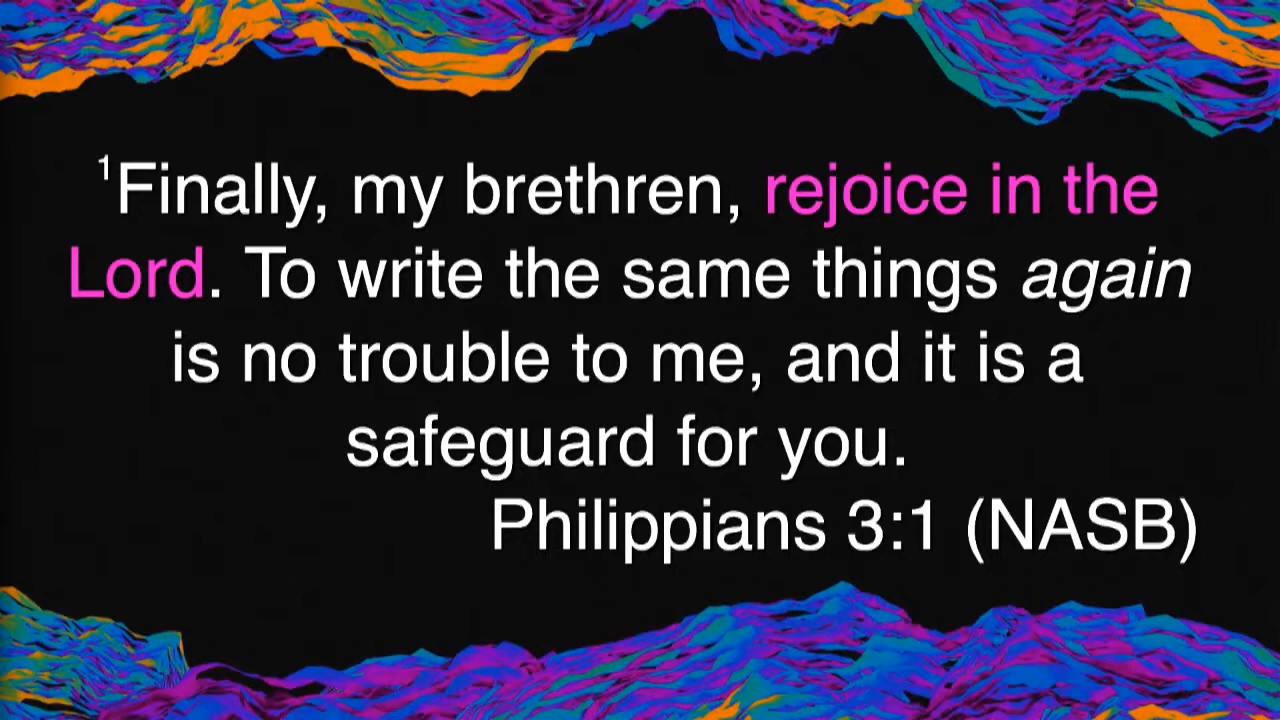 ¹Finally, my brethren, rejoice in the
Lord. To write the same things again
is no trouble to me, and it is a
safeguard for you.
Philippians 3:1 (NASB)